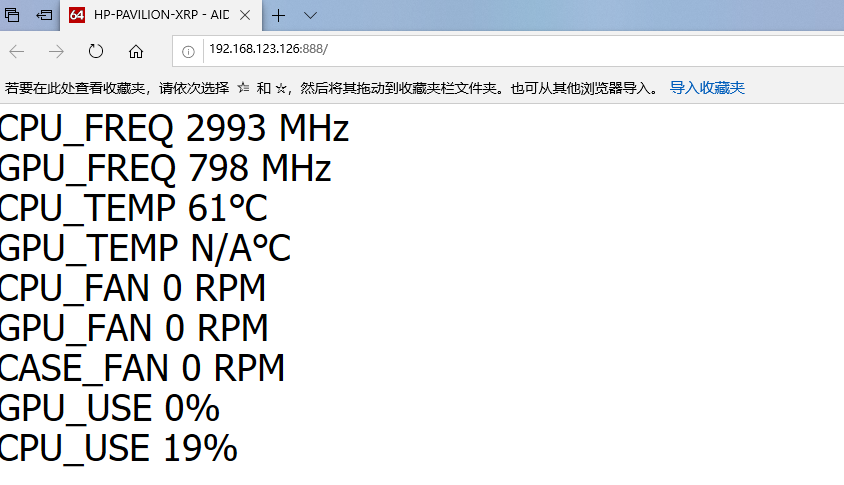 64 HP-PAVILION-XRP - AID
192.168.123.126:888/
若要在此处查看收藏夹，请依次选择 和 ，然后将其拖动到收藏夹栏文件夹。也可从其他浏览器导入。 导入收藏夹
CPU_FREQ 2993 MHz
GPU_FREQ 798 MHz
CPU_TEMP 61°C
GPU_TEMP N/A°C
CPU_FAN 0 RPM
GPU_FAN 0 RPM
CASE_FAN 0 RPM
GPU_USE 0%
CPU_USE 19%